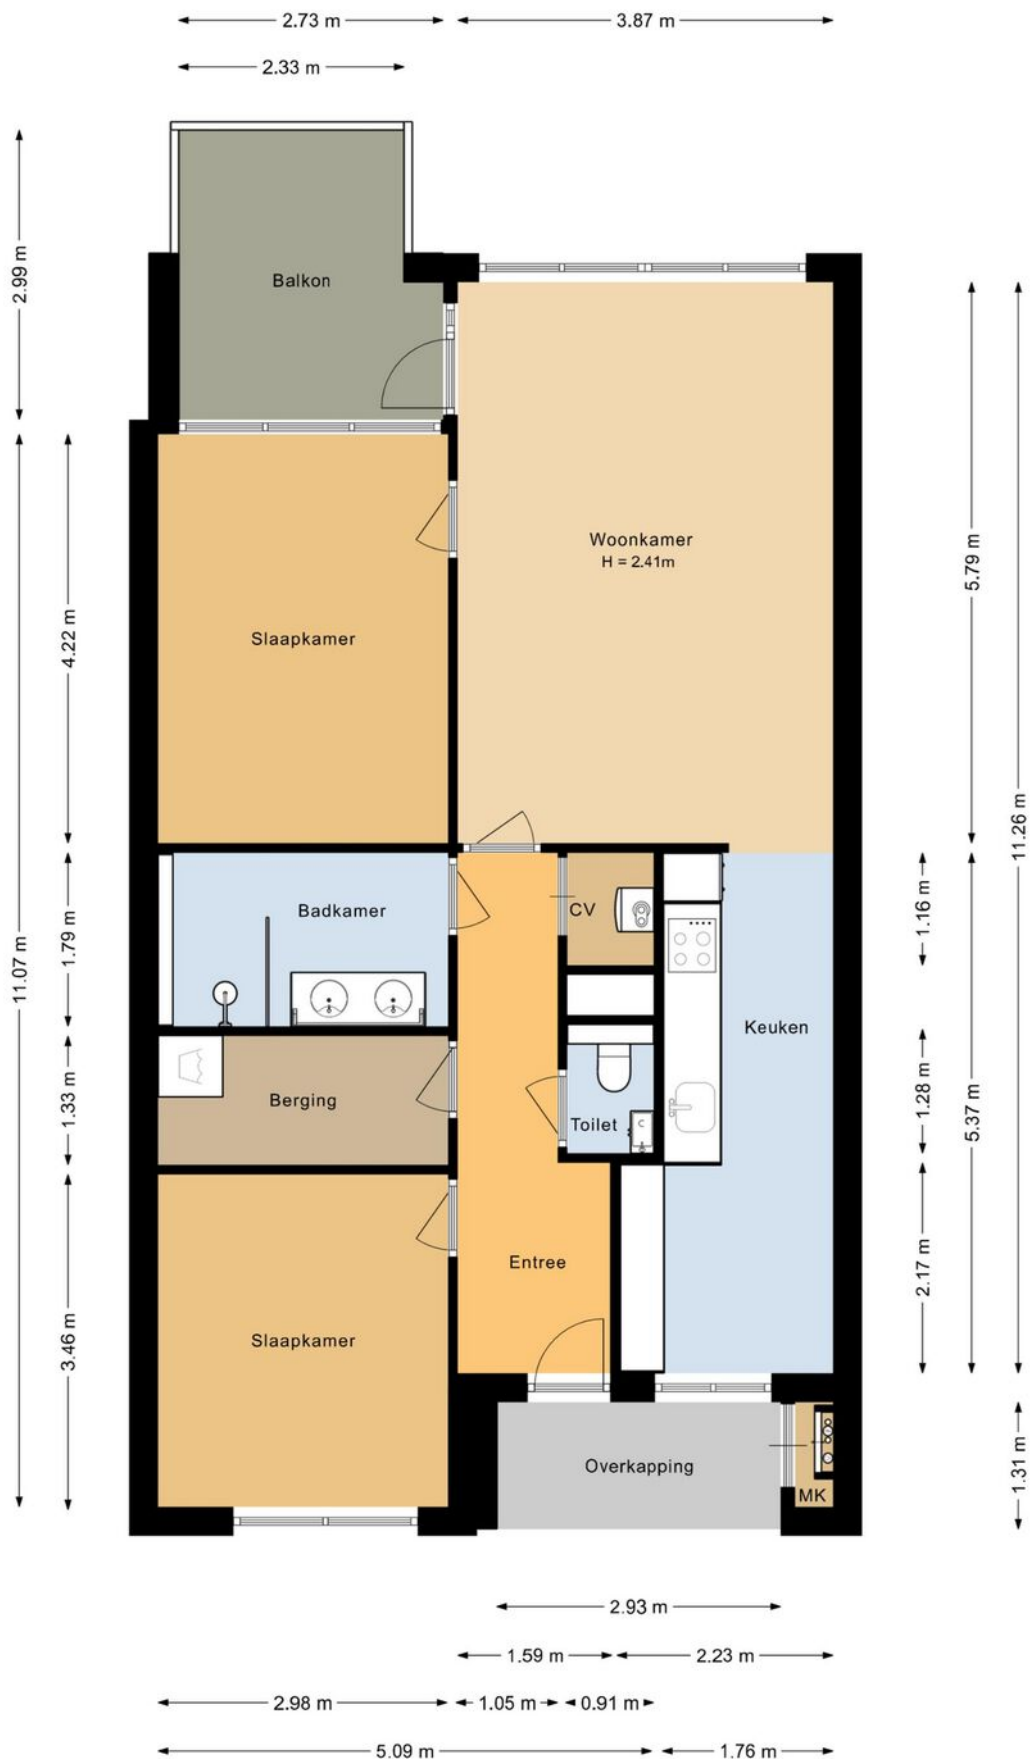 2.73 m
3.87 m
2.33 m
2.99 m
Balkon
Woonkamer
H = 2.41m
5.79 m
Slaapkamer
4.22 m
11.26 m
Badkamer
CV
1.16 m
1.79 m
11.07 m
Keuken
Berging
1.33 m
Toilet
C
1.28 m
5.37 m
Entree
2.17 m
Slaapkamer
3.46 m
Overkapping
MK
1.31 m
2.93 m
1.59 m
2.23 m
2.98 m
1.05 m
0.91 m
5.09 m
1.76 m